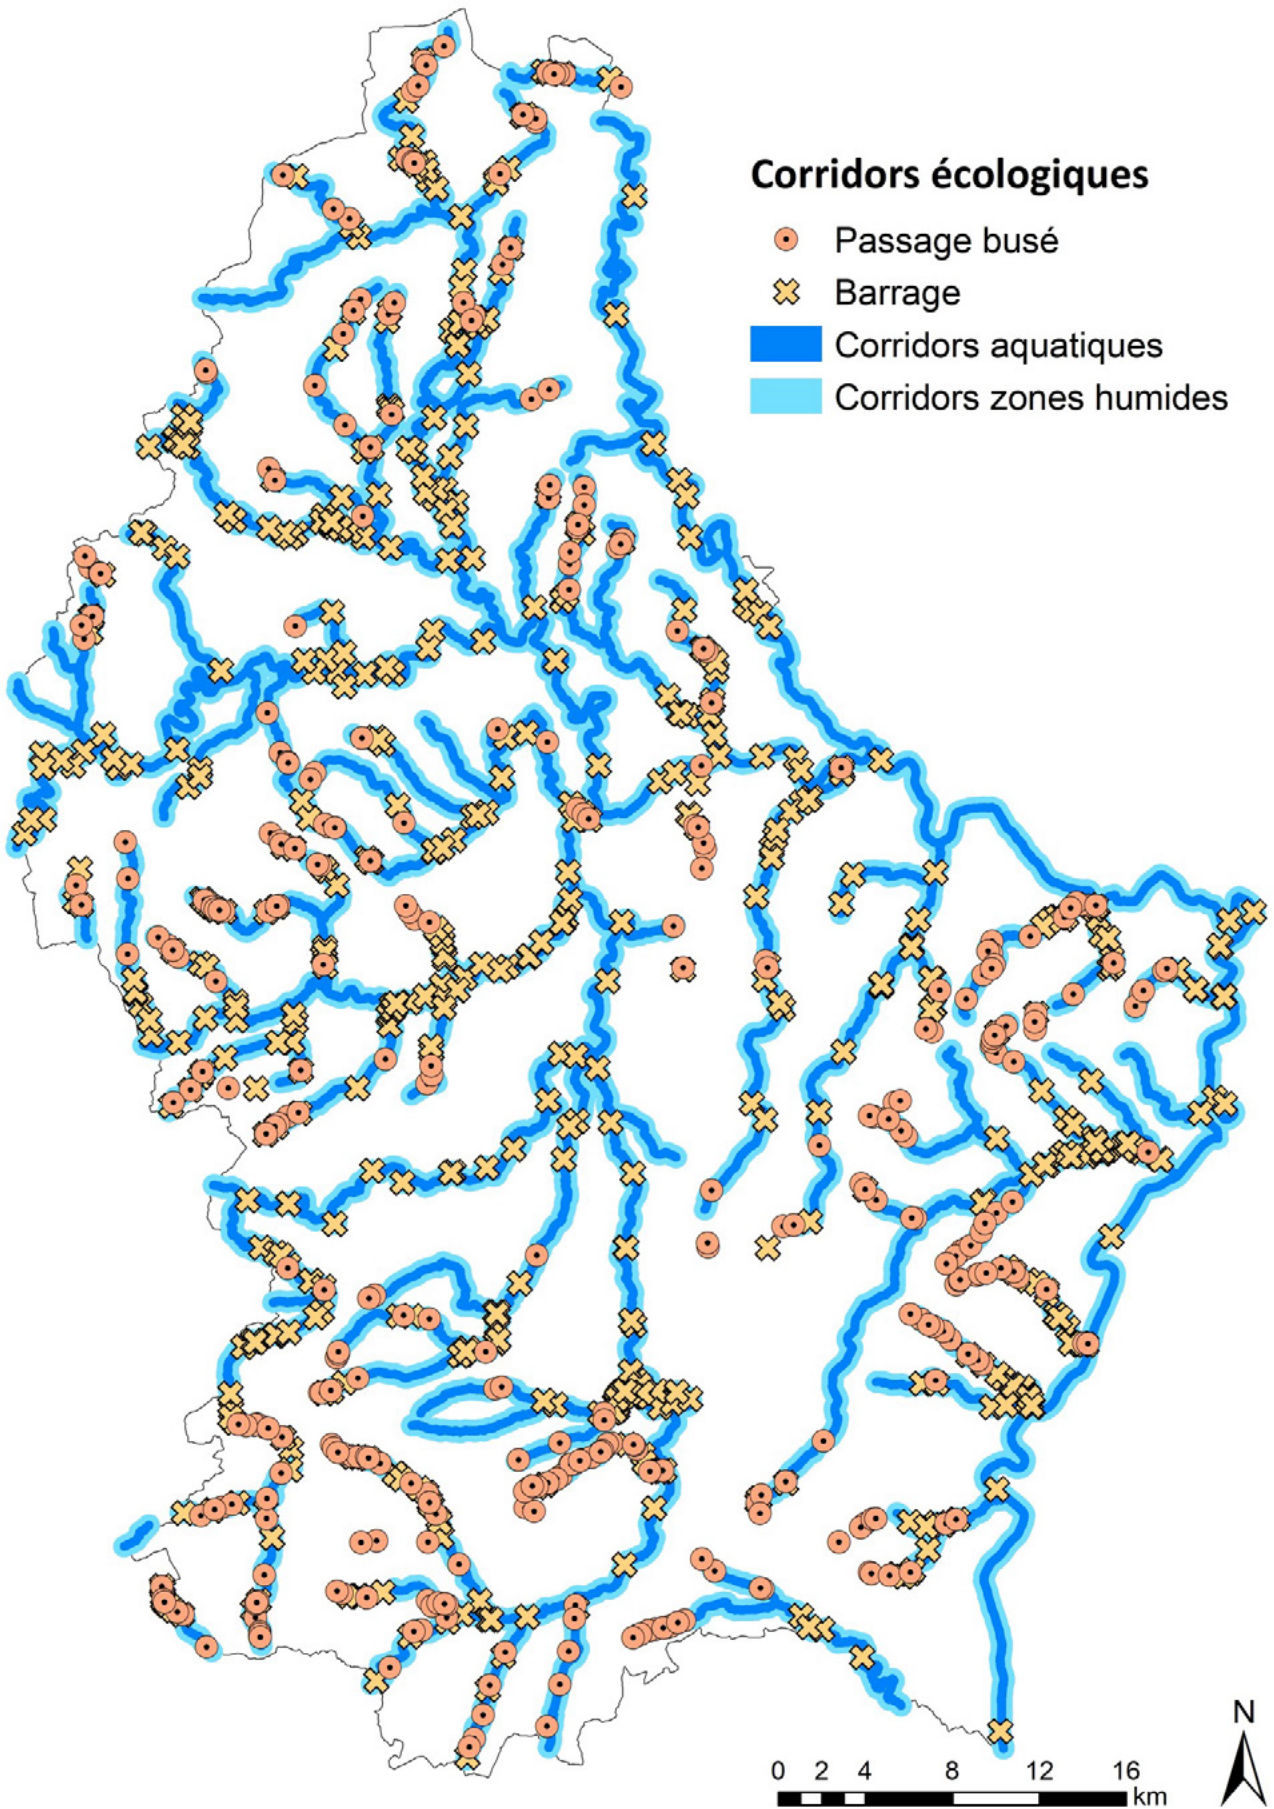 Corridors écologiques
Passage busé
Barrage
Corridors aquatiques
Corridors zones humides
N
0 2 4 8 12 16
km